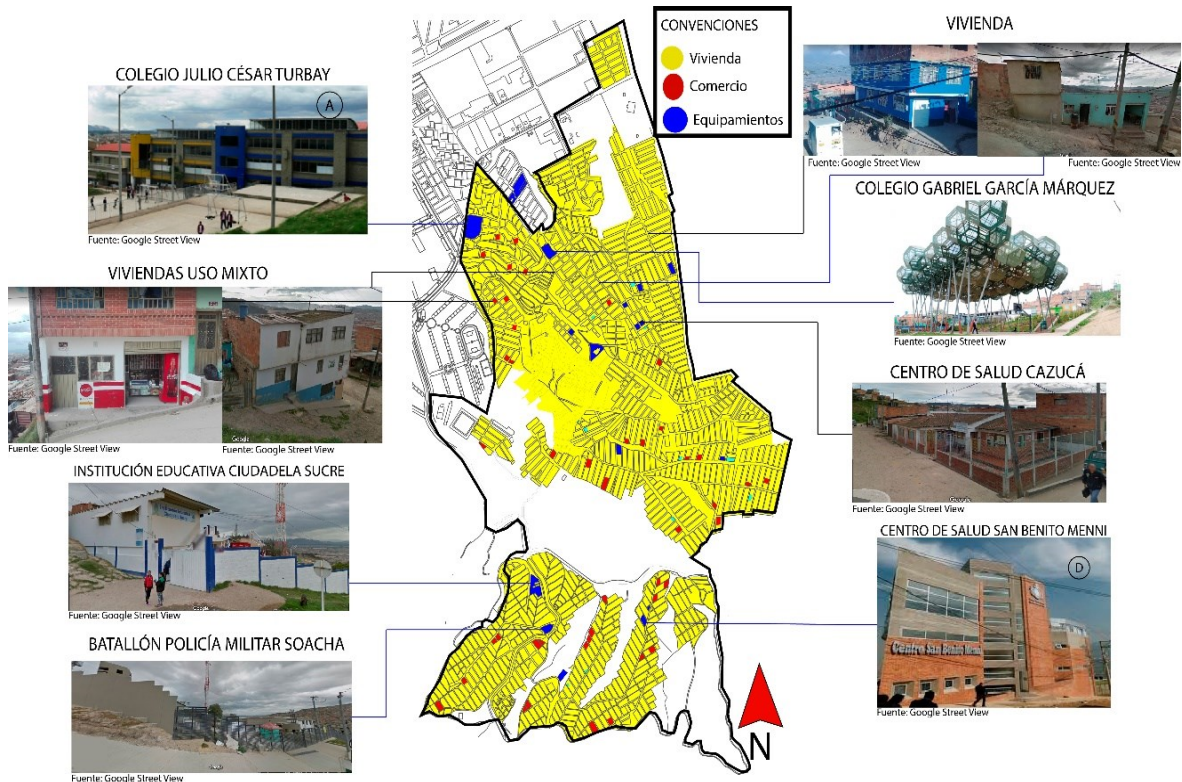 CONVENCIONES
Vivienda
Comercio
Equipamientos
COLEGIO JULIO CÉSAR TURBAY
A
Fuente: Google Street View
VIVIENDAS USO MIXTO
Google
Fuente: Google Street View
Fuente: Google Street View
INSTITUCIÓN EDUCATIVA CIUDADELA SUCRE
Google
Fuente: Google Street View
BATALLÓN POLICÍA MILITAR SOACHA
Google
Fuente: Google Street View
VIVIENDA
Fuente: Google Street View
Fuente: Google Street View
COLEGIO GABRIEL GARCÍA MÁRQUEZ
Fuente: Google Street View
CENTRO DE SALUD CAZUCÁ
Google
Fuente: Google Street View
CENTRO DE SALUD SAN BENITO MENNI
D
Centro San Benito Menni
Fuente: Google Street View
N